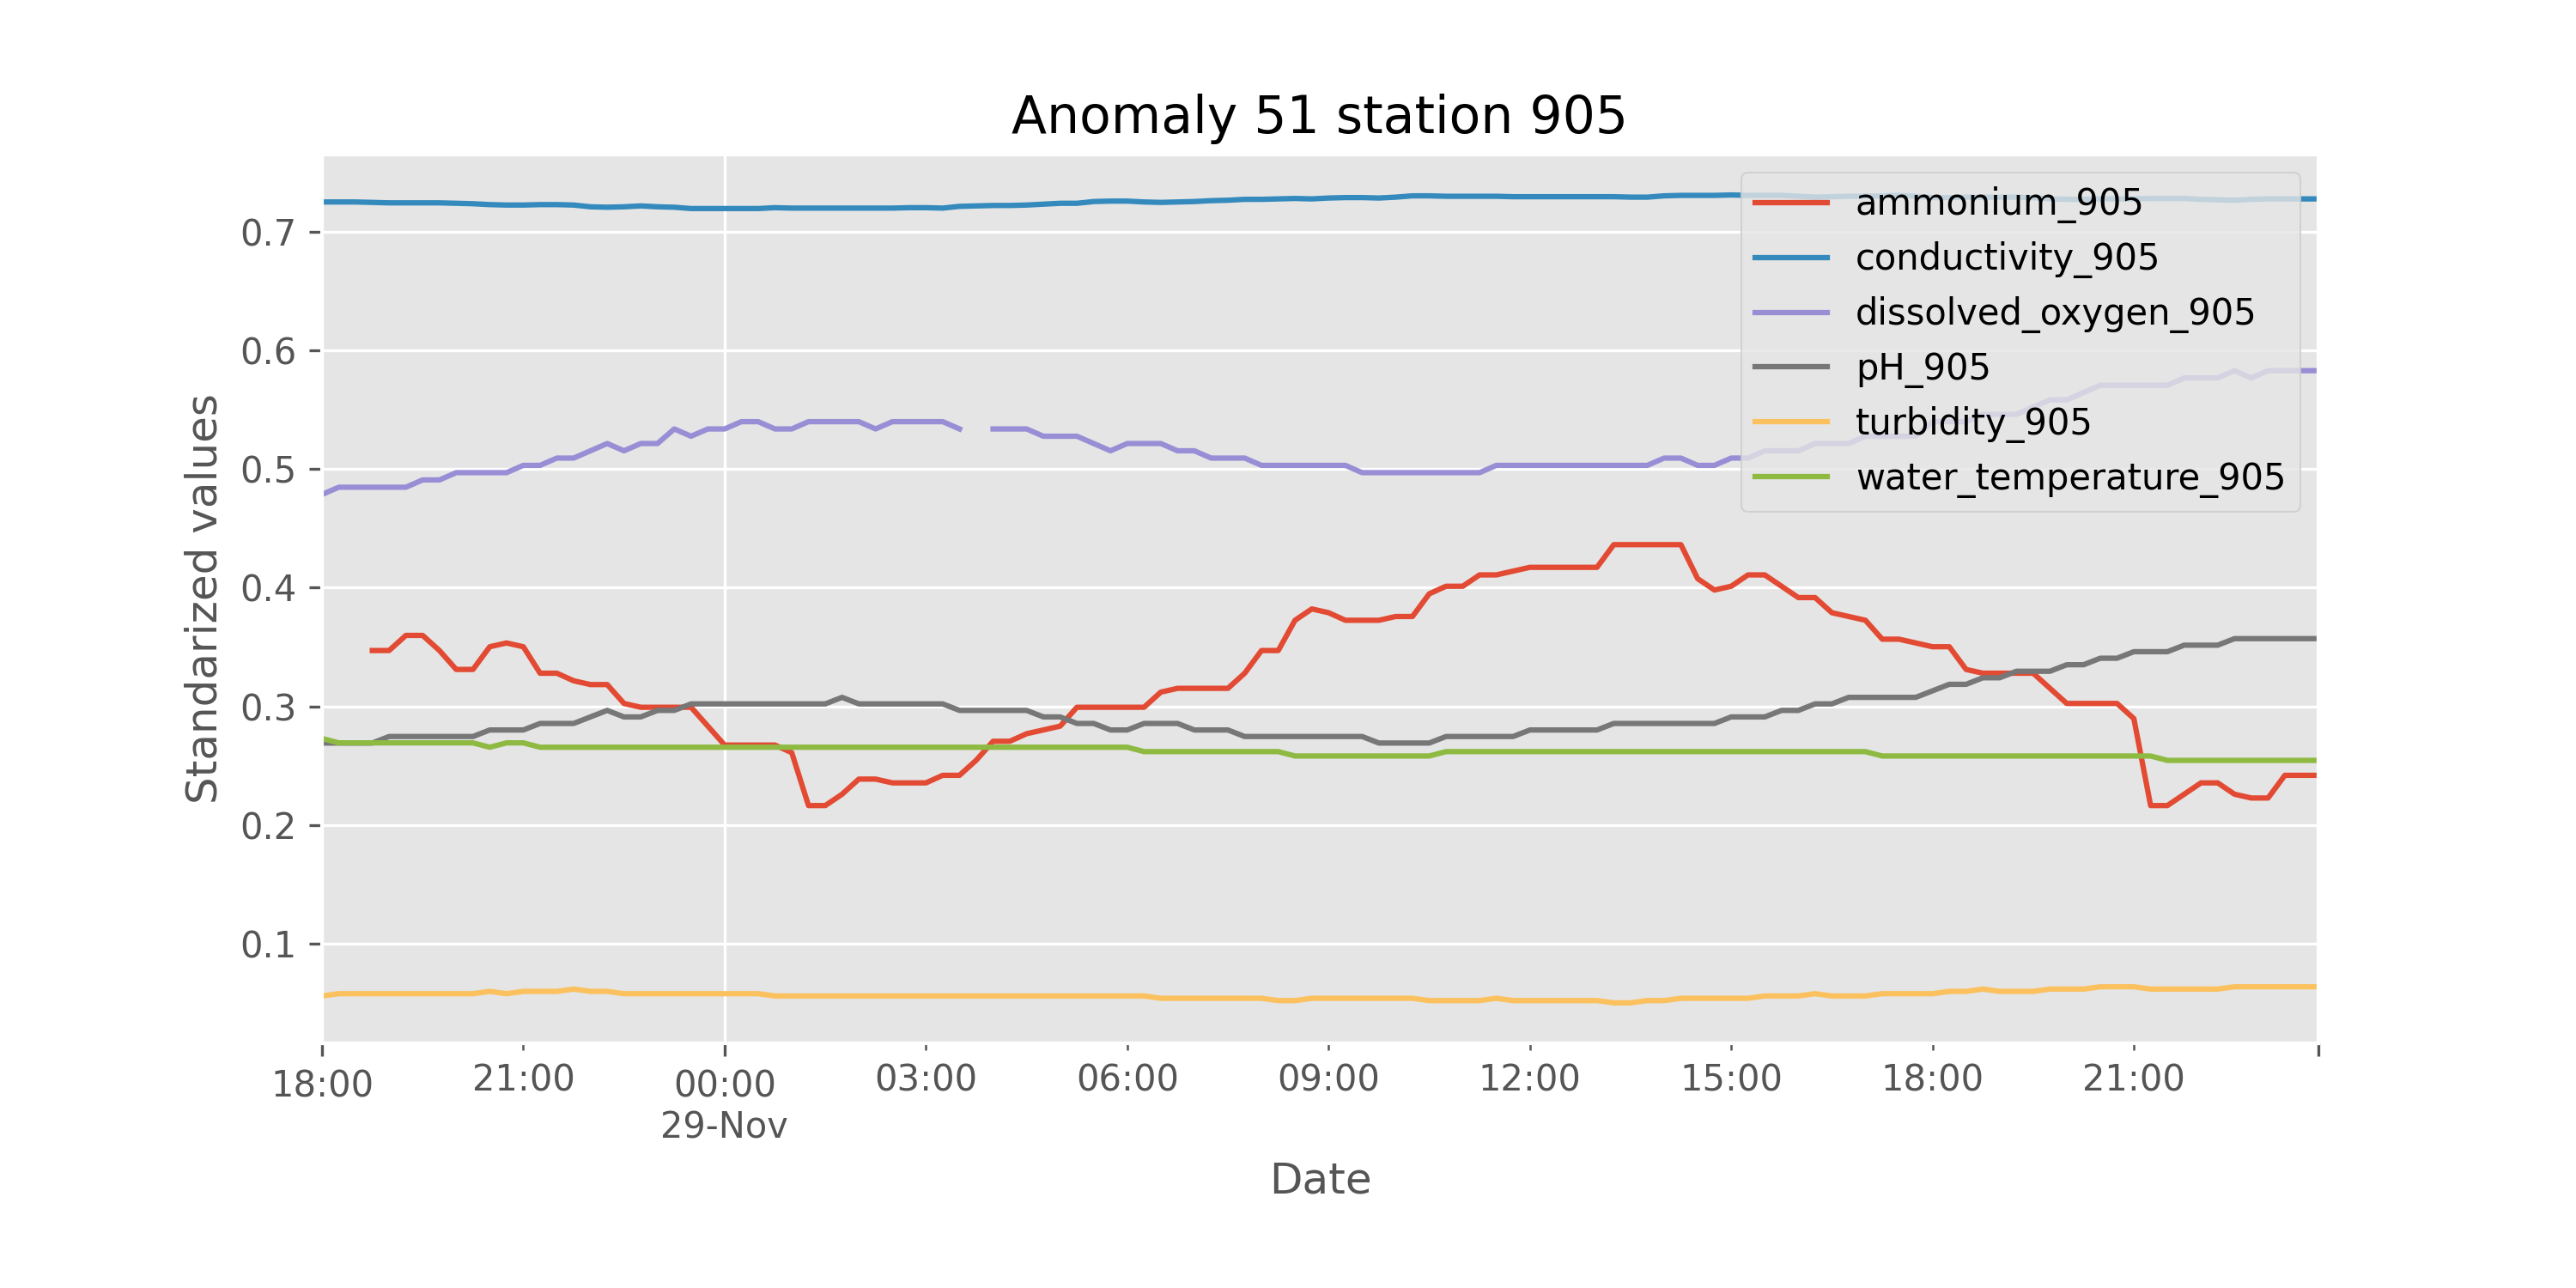 Anomaly 51 station 905
ammonium_905
conductivity_905
dissolved_oxygen_905
pH_905
turbidity_905
water_temperature_905
Standarized values
0.7
0.6
0.5
0.4
0.3
0.2
0.1
18:00 21:00 00:00 03:00 06:00 09:00 12:00 15:00 18:00 21:00
29-Nov
Date